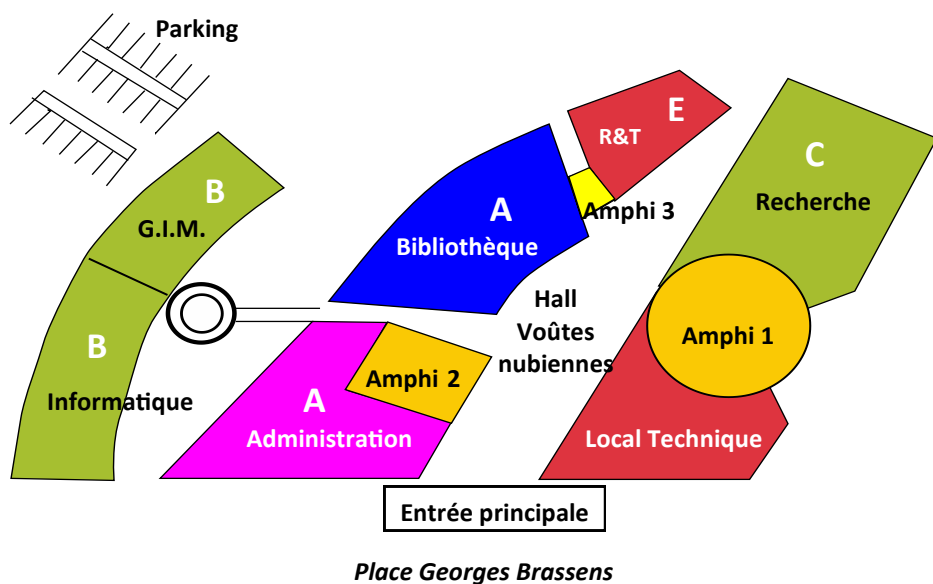 Parking
E
R&T
B
G.I.M.
C
Recherche
A
Bibliothèque
Amphi 3
Hall
Voûtes
nubiennes
Amphi 1
B
Informatique
Amphi 2
A
Administration
Local Technique
Entrée principale
Place Georges Brassens